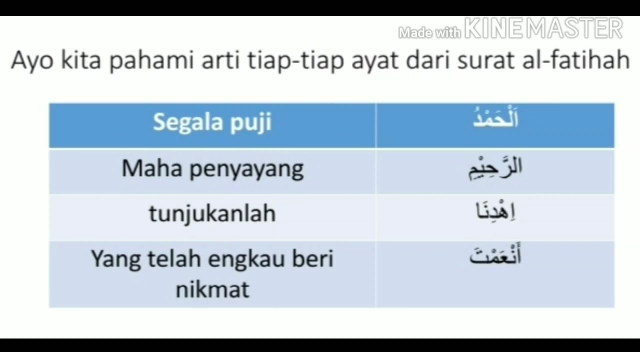 Made with KINEMASTER
Ayo kita pahami arti tiap-tiap ayat dari surat al-fatihah
Segala puji اَلْحَمْدُ
Maha penyayang الرَّحِيْمِ
tunjukanlah اِهْدِنَا
Yang telah engkau beri أَنْعَمْتَ
nikmat